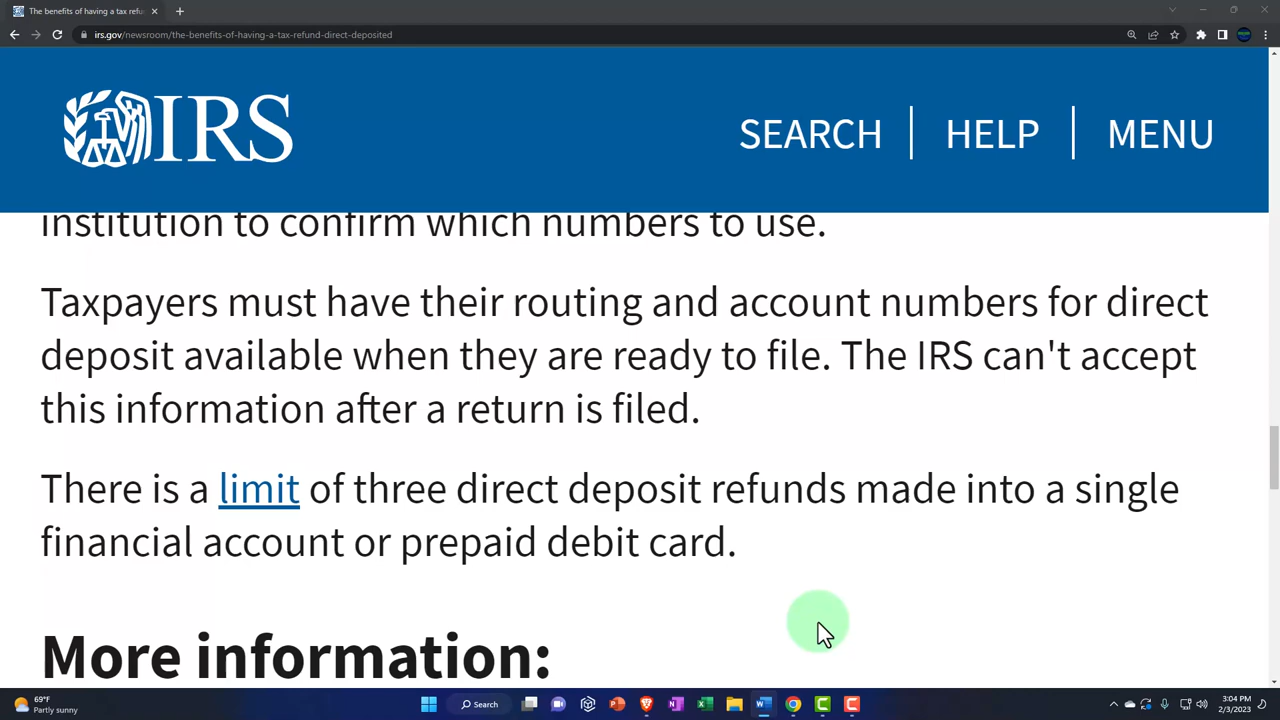 The benefits of having a tax refu
irs.gov/newsroom/the-benefits-of-having-a-tax-refund-direct-deposited
IRS
SEARCH
HELP
MENU
institution to confirm which numbers to use.
Taxpayers must have their routing and account numbers for direct
deposit available when they are ready to file. The IRS can't accept
this information after a return is filed.
There is a limit of three direct deposit refunds made into a single
financial account or prepaid debit card.
More information:
69°F
Partly sunny
Search
3:04 PM
2/3/2023